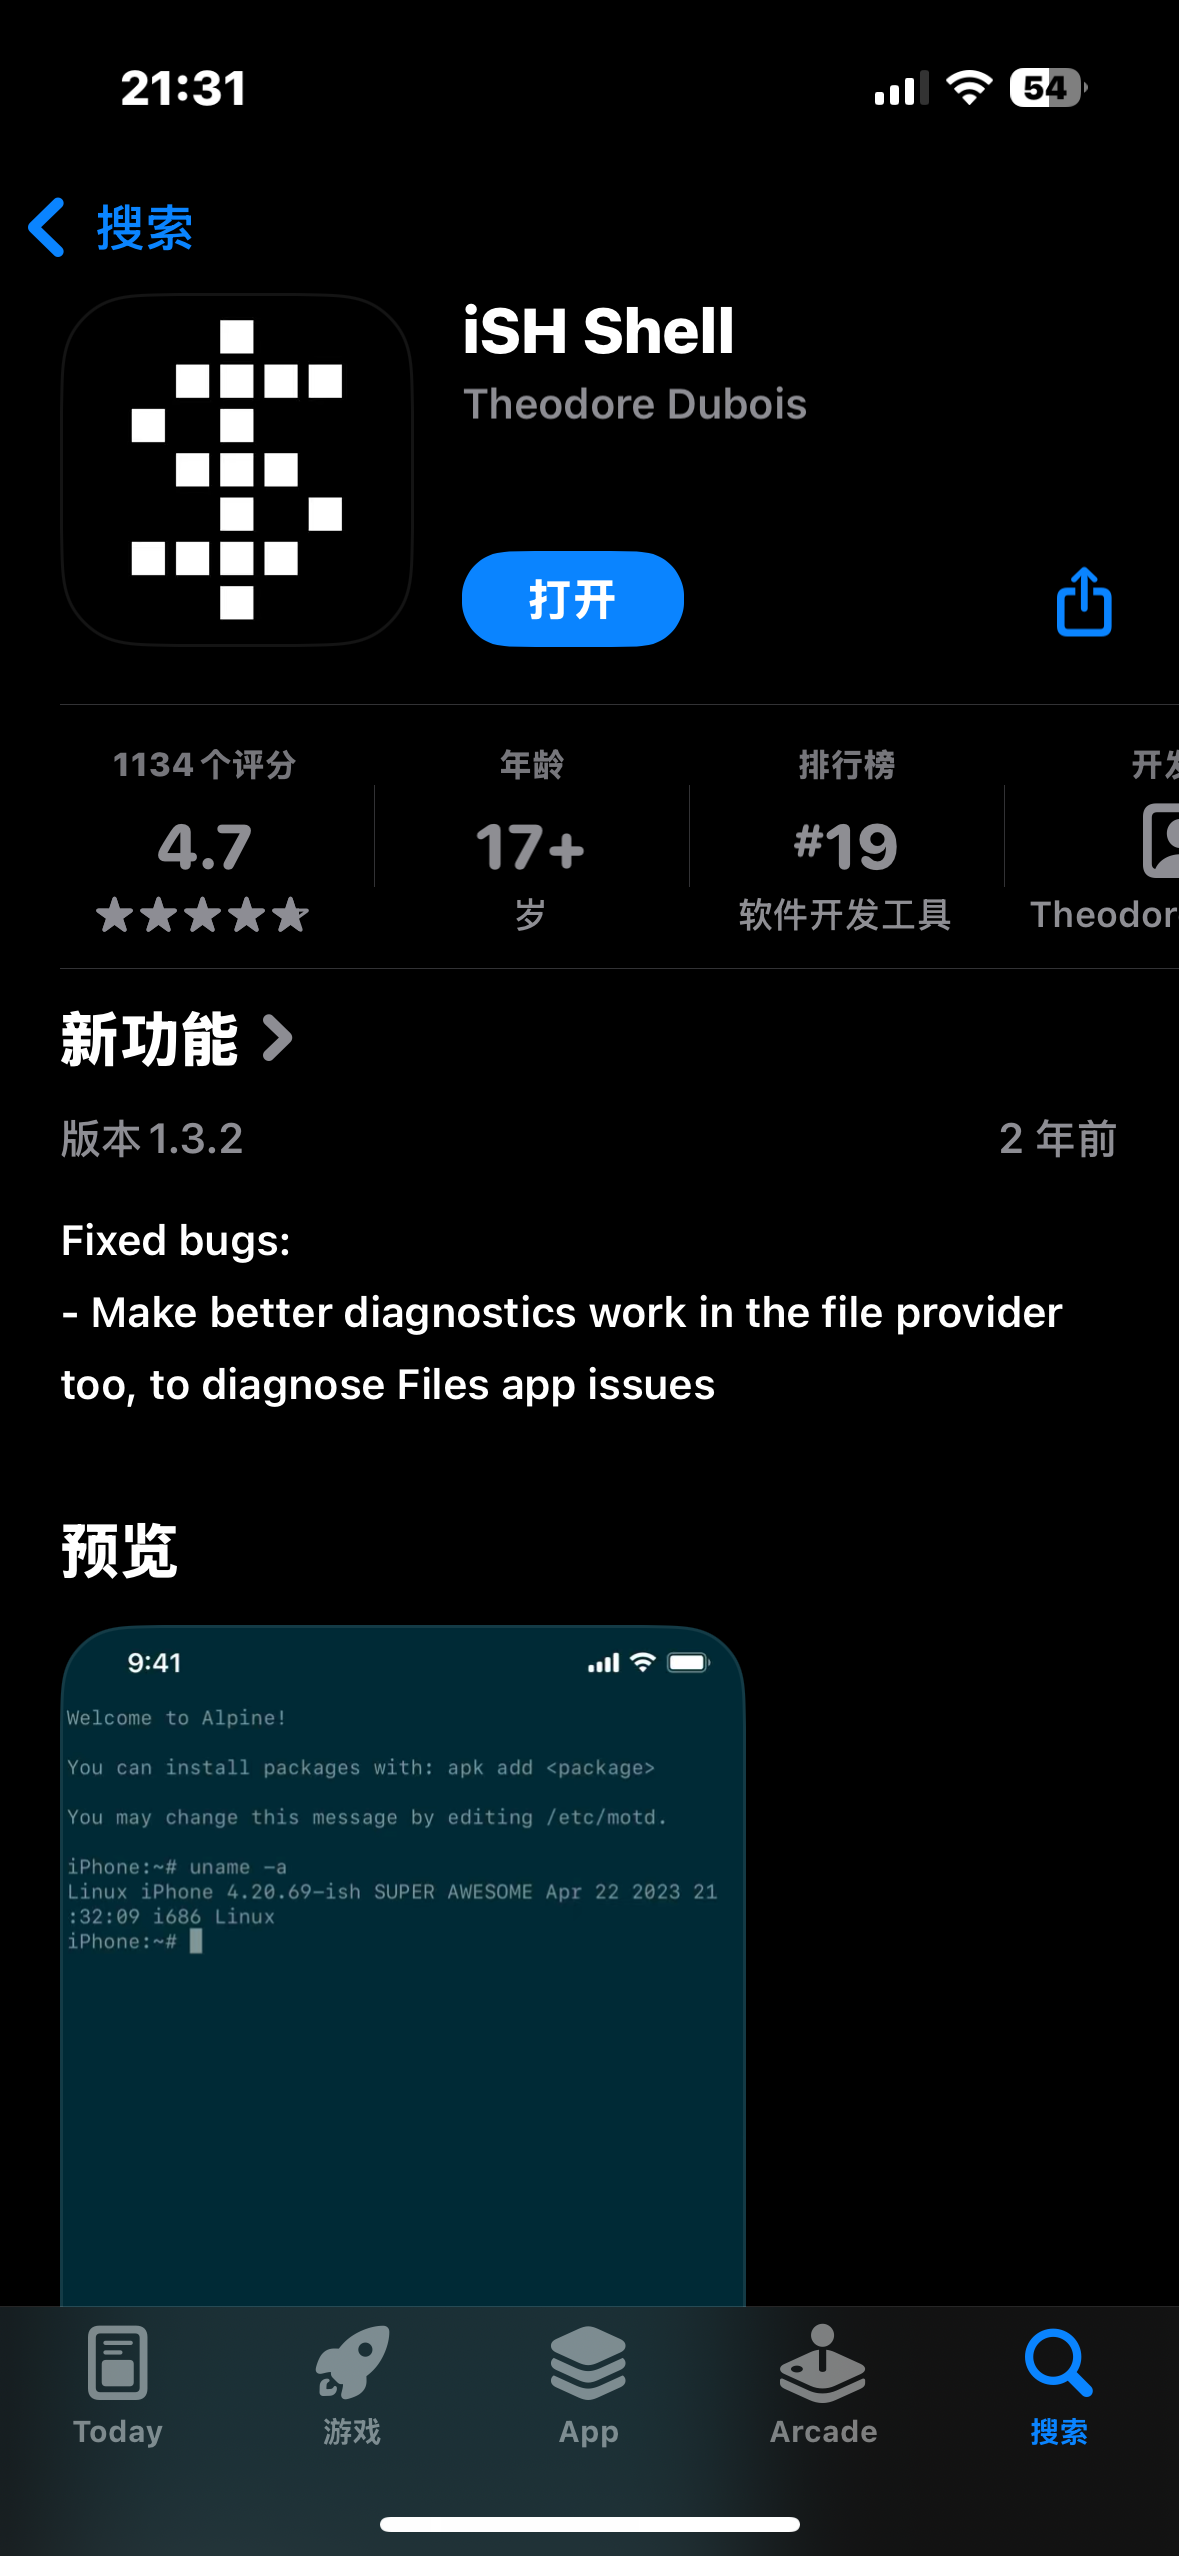 21:31
54
搜索
iSH Shell
Theodore Dubois
打开
1134个评分
年龄
排行榜
4.7
17+
#19
岁
软件开发工具
Theodor
新功能
版本 1.3.2
2 年前
Fixed bugs:
- Make better diagnostics work in the file provider
too, to diagnose Files app issues
预览
9:41
Welcome to Alpine!
You can install packages with: apk add <package>
You may change this message by editing /etc/motd.
iPhone:~# uname -a
Linux iPhone 4.20.69-ish SUPER AWESOME Apr 22 2023 21
:32:09 i686 Linux
iPhone:~#
Today
游戏
App
Arcade
搜索